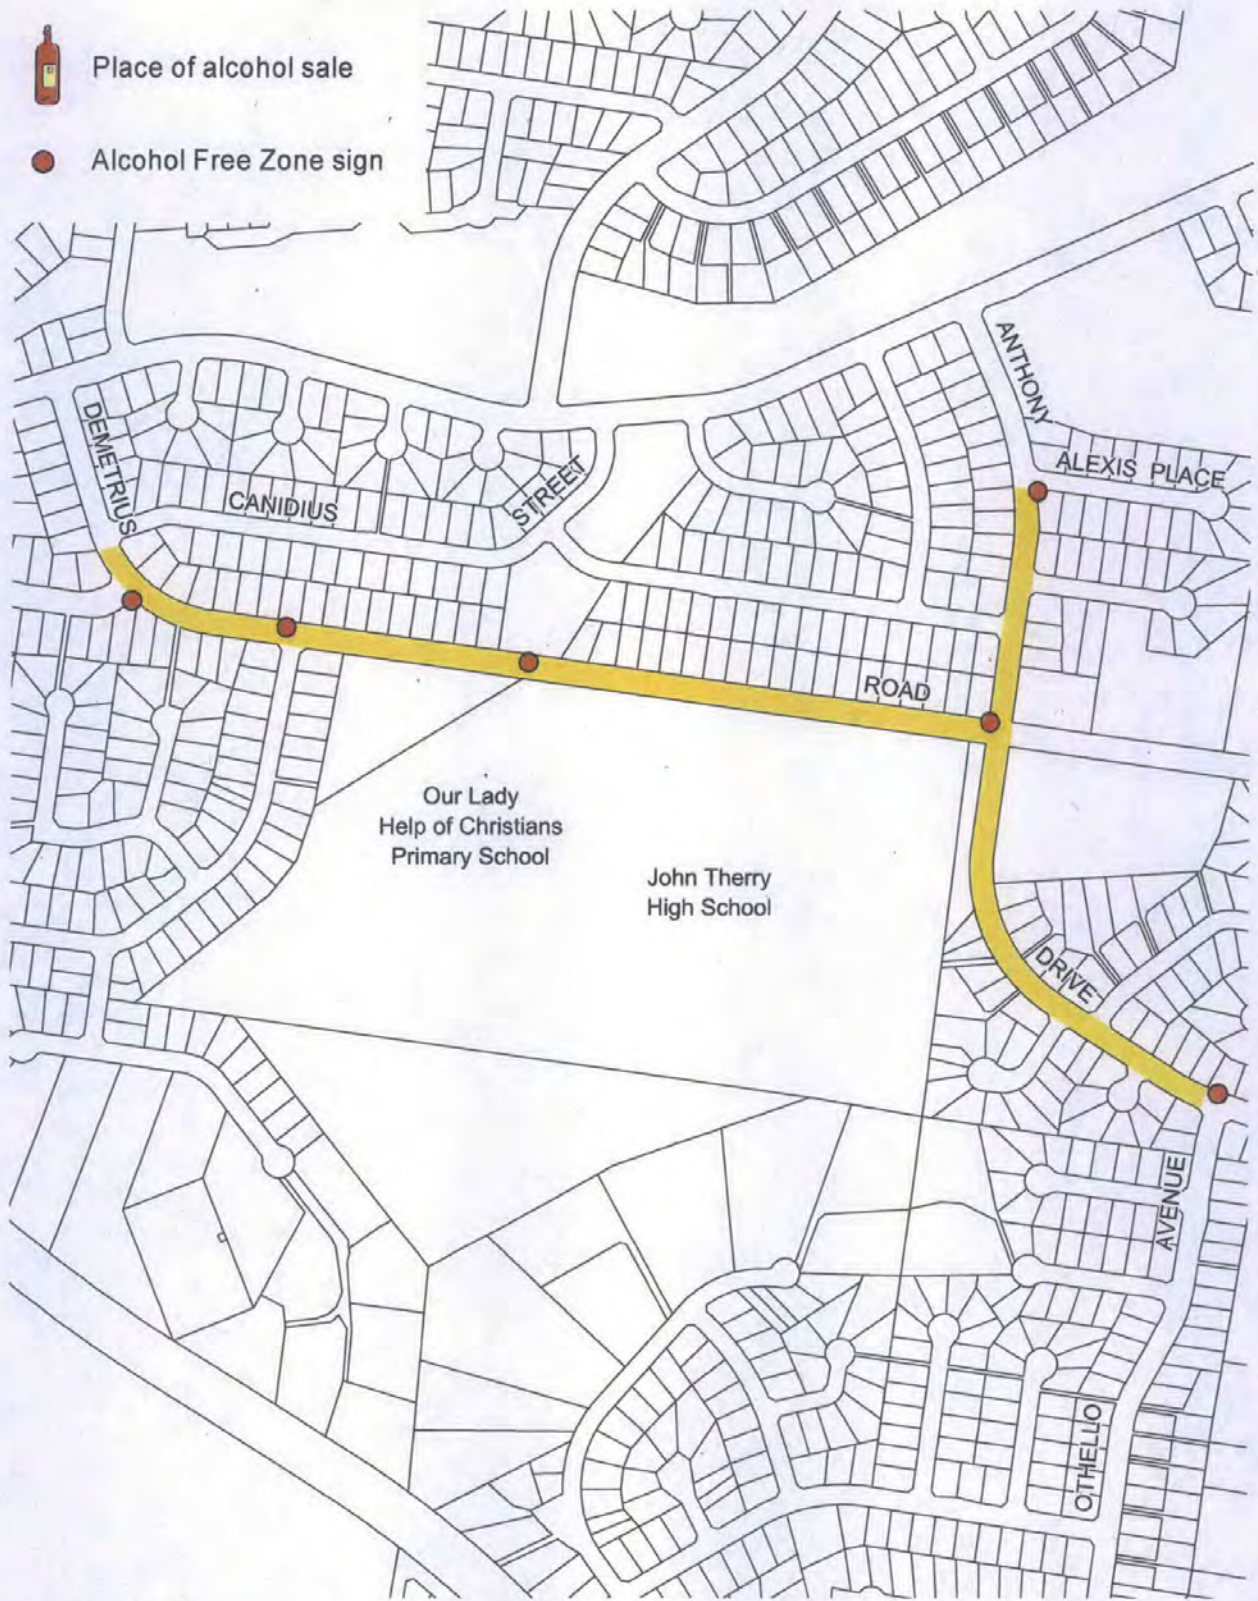 Place of alcohol sale
Alcohol Free Zone sign
ANTHONY
DEMETRIUS
ALEXIS PLACE
CANIDIUS
STREET
ROAD
Our Lady
Help of Christians
Primary School
John Therry
High School
DRIVE
AVENUE
OTHELLO